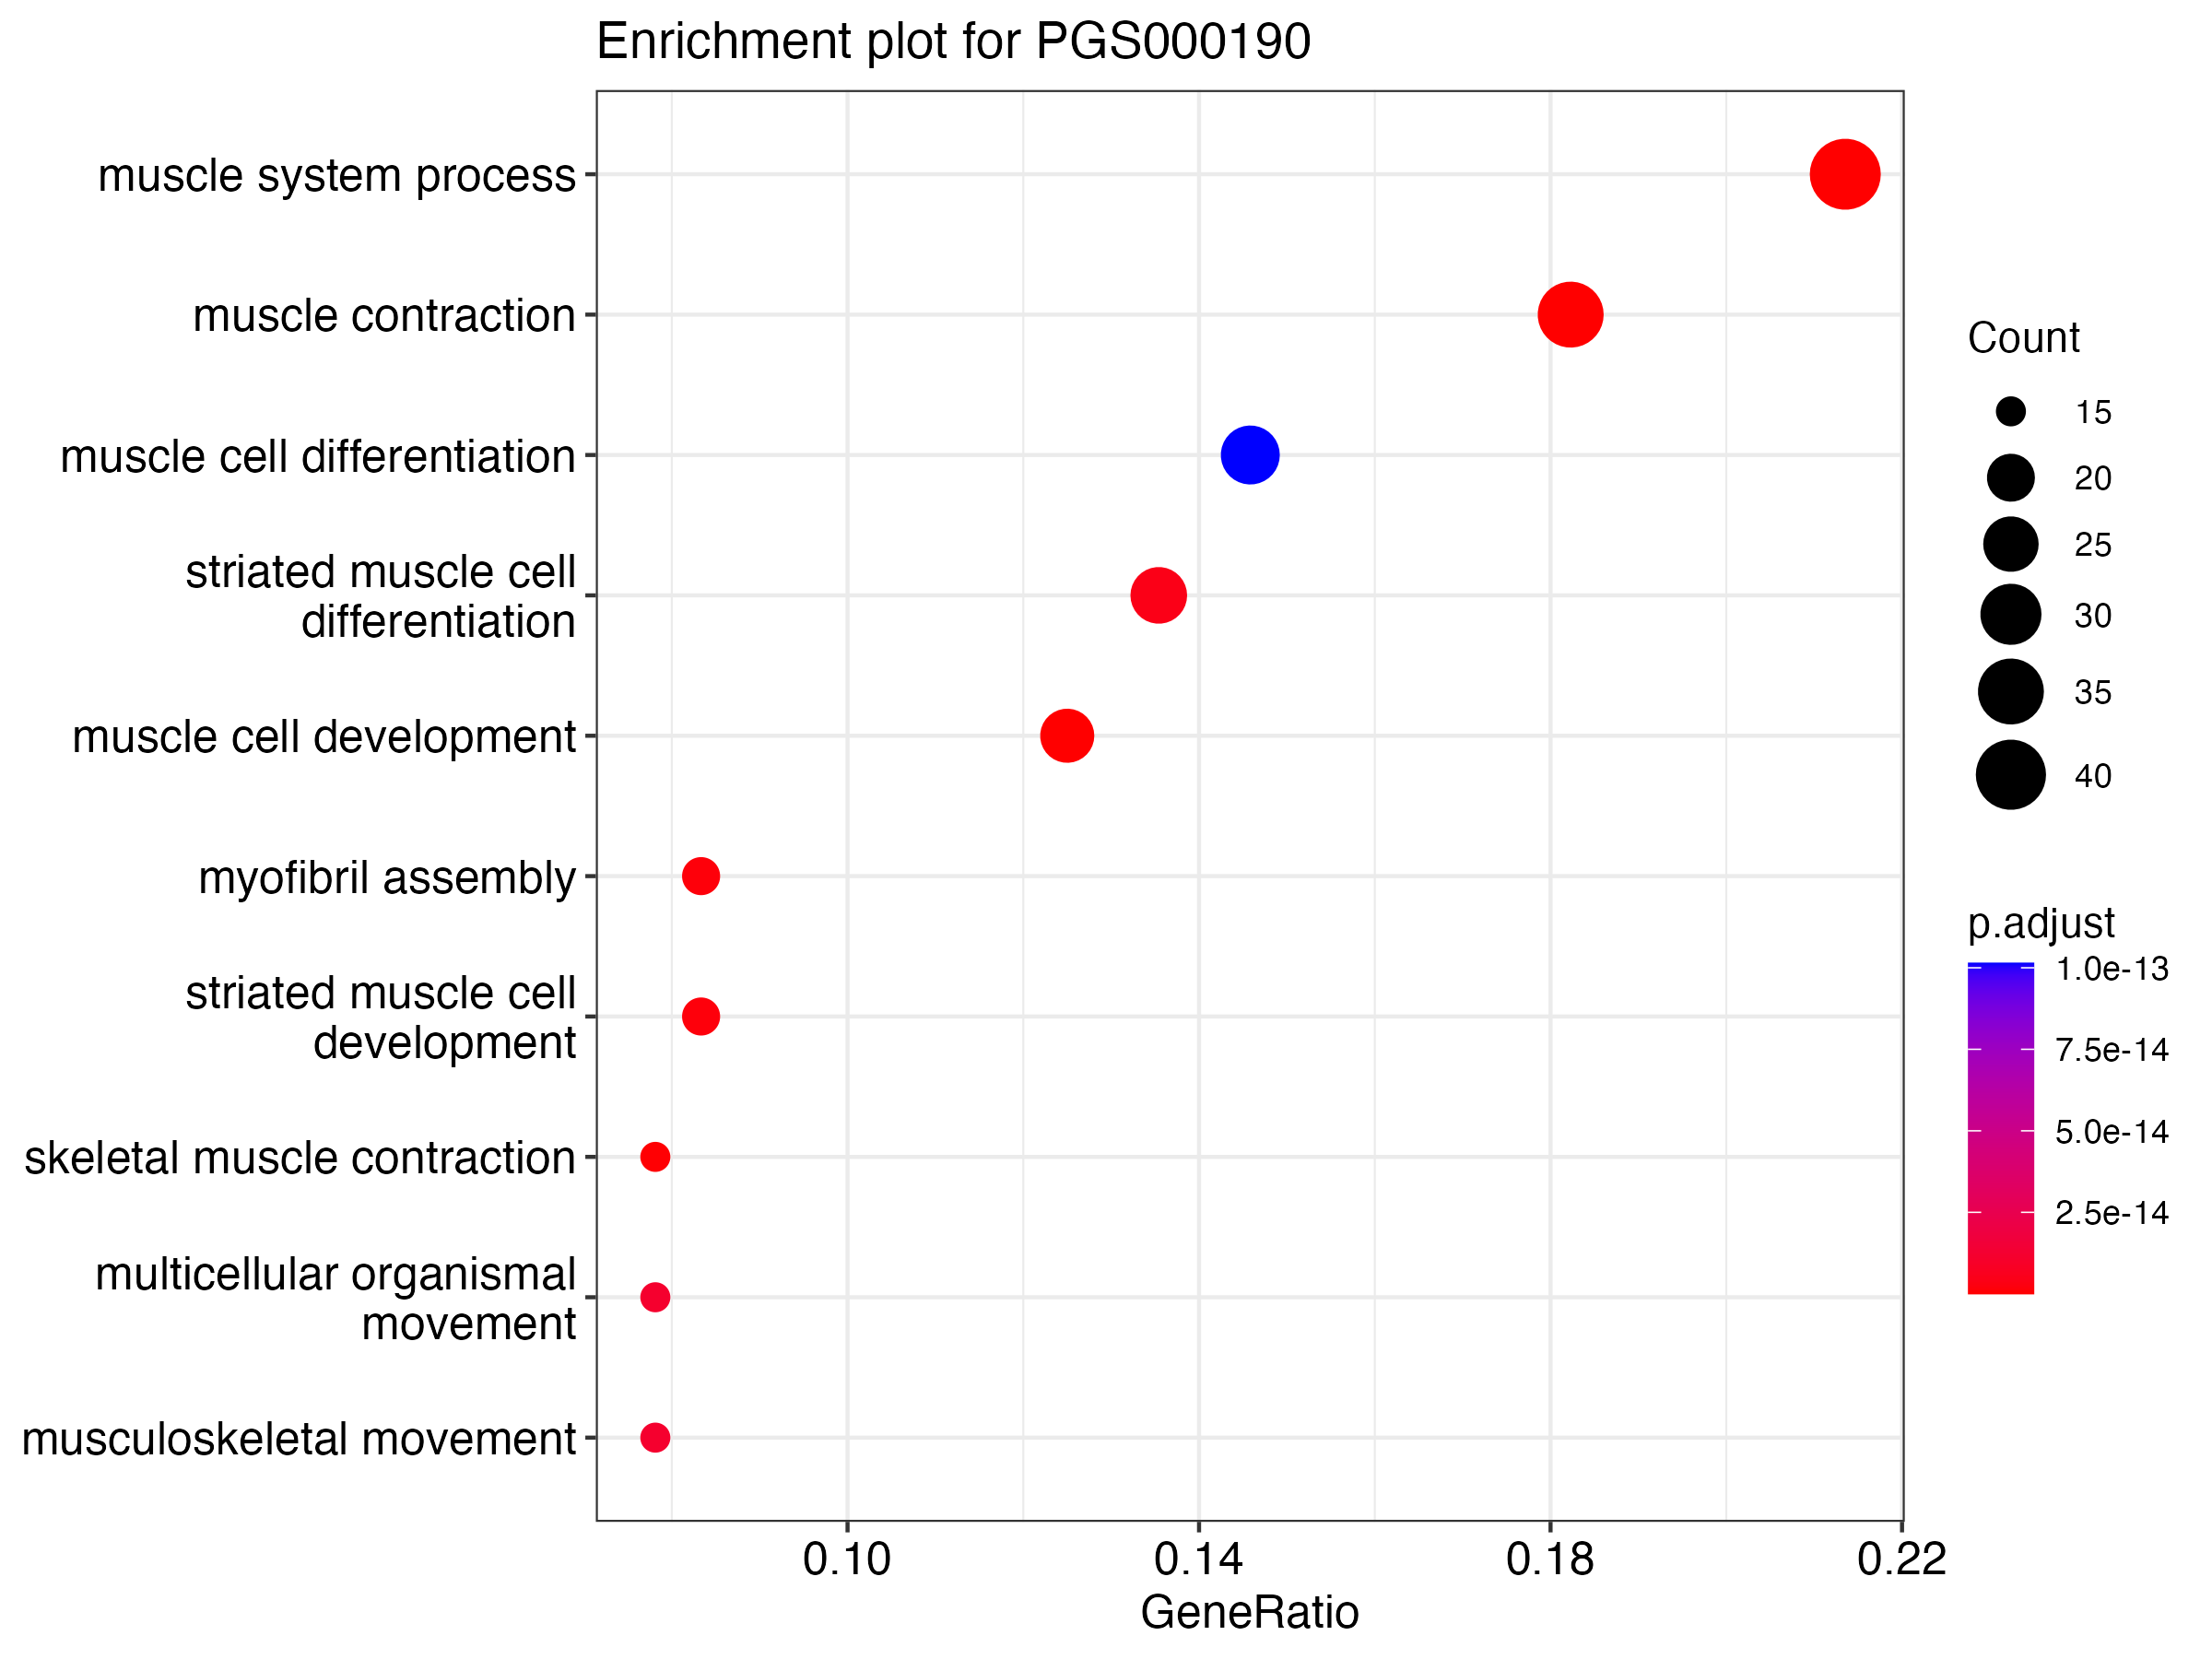 Enrichment plot for PGS000190
muscle system process
muscle contraction
muscle cell differentiation
striated muscle cell
differentiation
muscle cell development
myofibril assembly
striated muscle cell
development
skeletal muscle contraction
multicellular organismal
movement
musculoskeletal movement
0.10
0.14
0.18
0.22
GeneRatio
Count
15
20
25
30
35
40
p.adjust
1.0e-13
7.5e-14
5.0e-14
2.5e-14